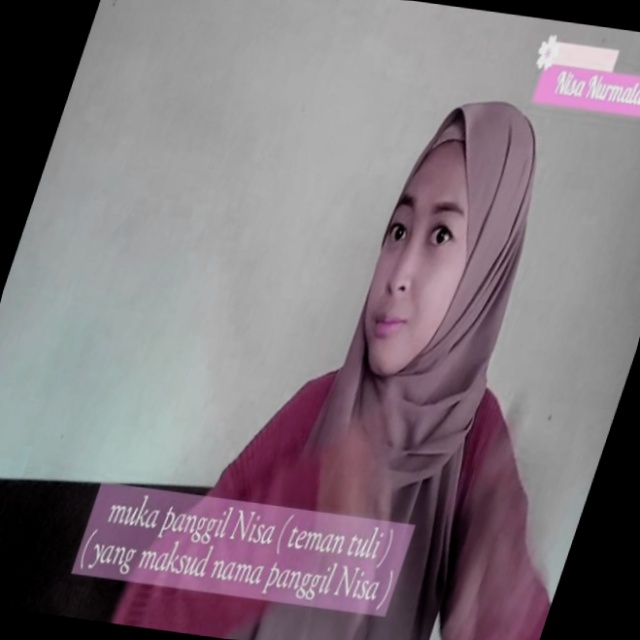 Nisa Nurmala
muka panggil Nisa ( teman tuli )
( yang maksud nama panggil Nisa )